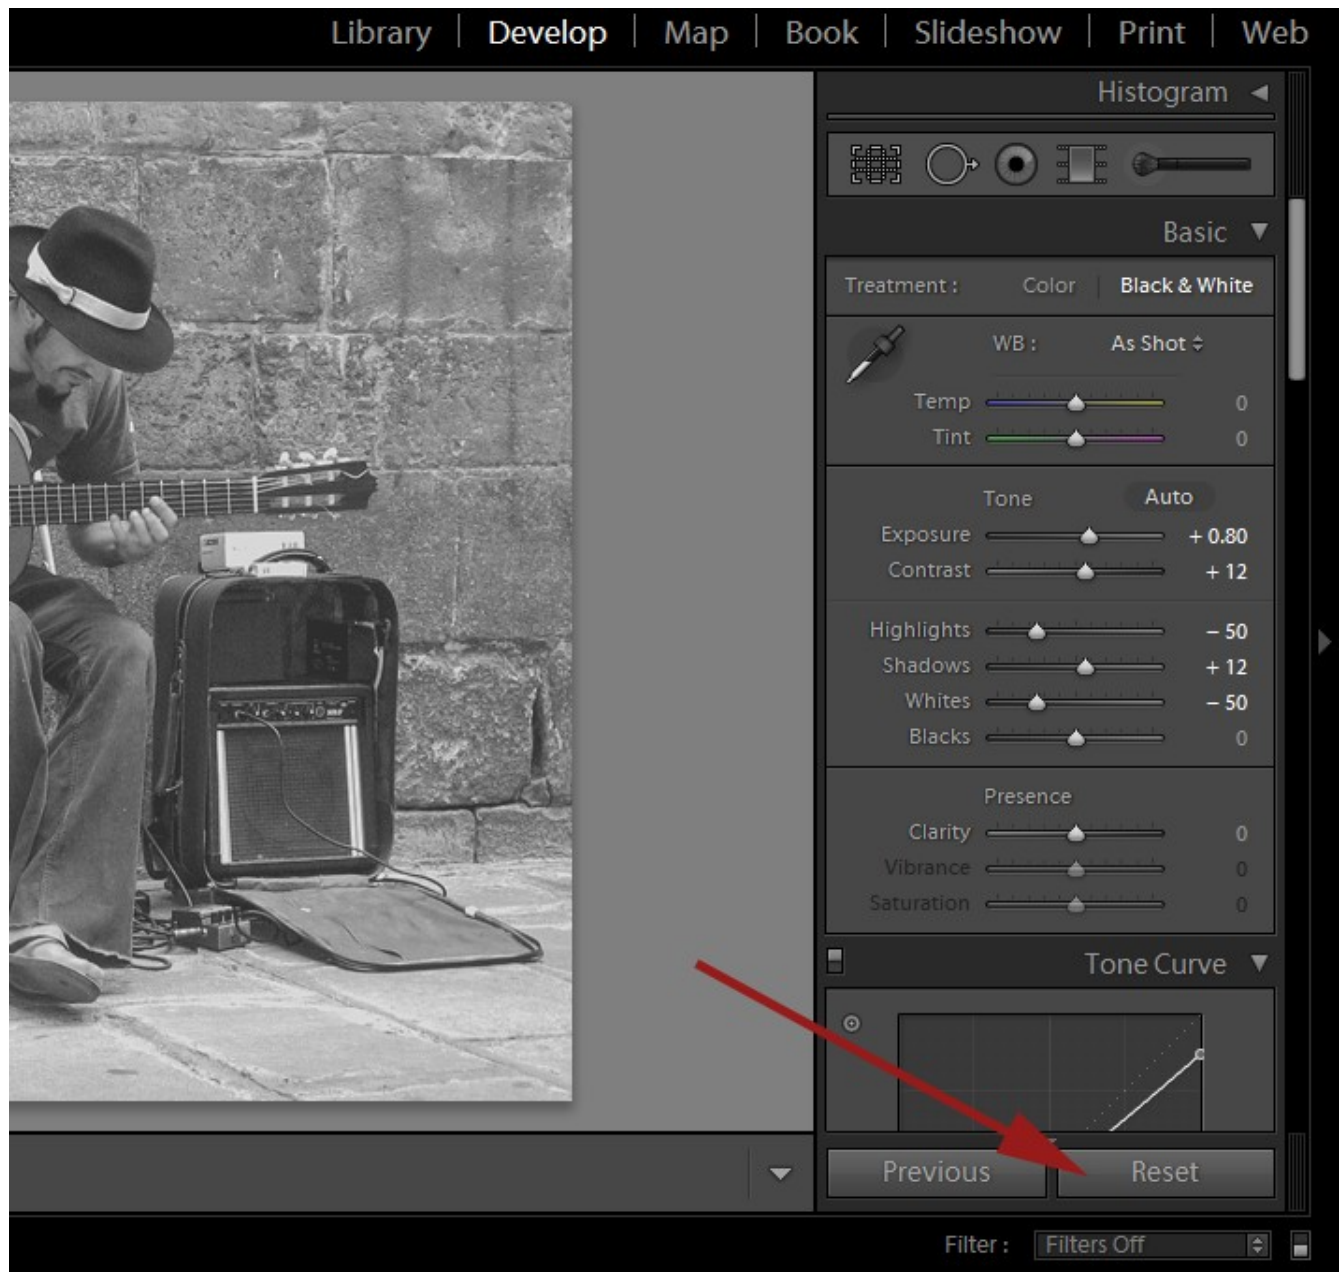 Library | Develop | Map | Book | Slideshow | Print | Web
Histogram
Basic
Treatment : Color | Black & White
WB : As Shot
Temp 0
Tint 0
Tone Auto
Exposure + 0.80
Contrast + 12
Highlights – 50
Shadows + 12
Whites – 50
Blacks 0
Presence
Clarity 0
Vibrance 0
Saturation 0
Tone Curve
Previous Reset
Filter : Filters Off